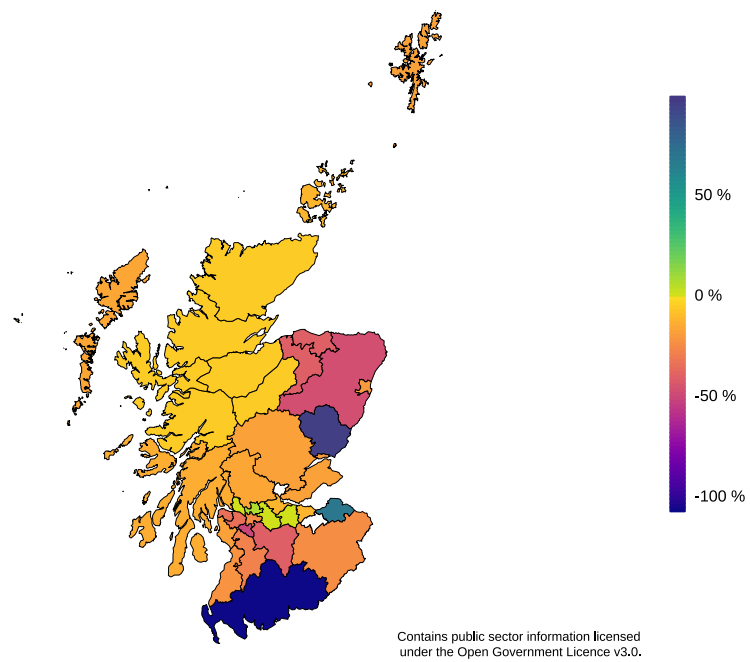 50 %
0 %
-50 %
-100 %
Contains public sector information licensed
under the Open Government Licence v3.0.